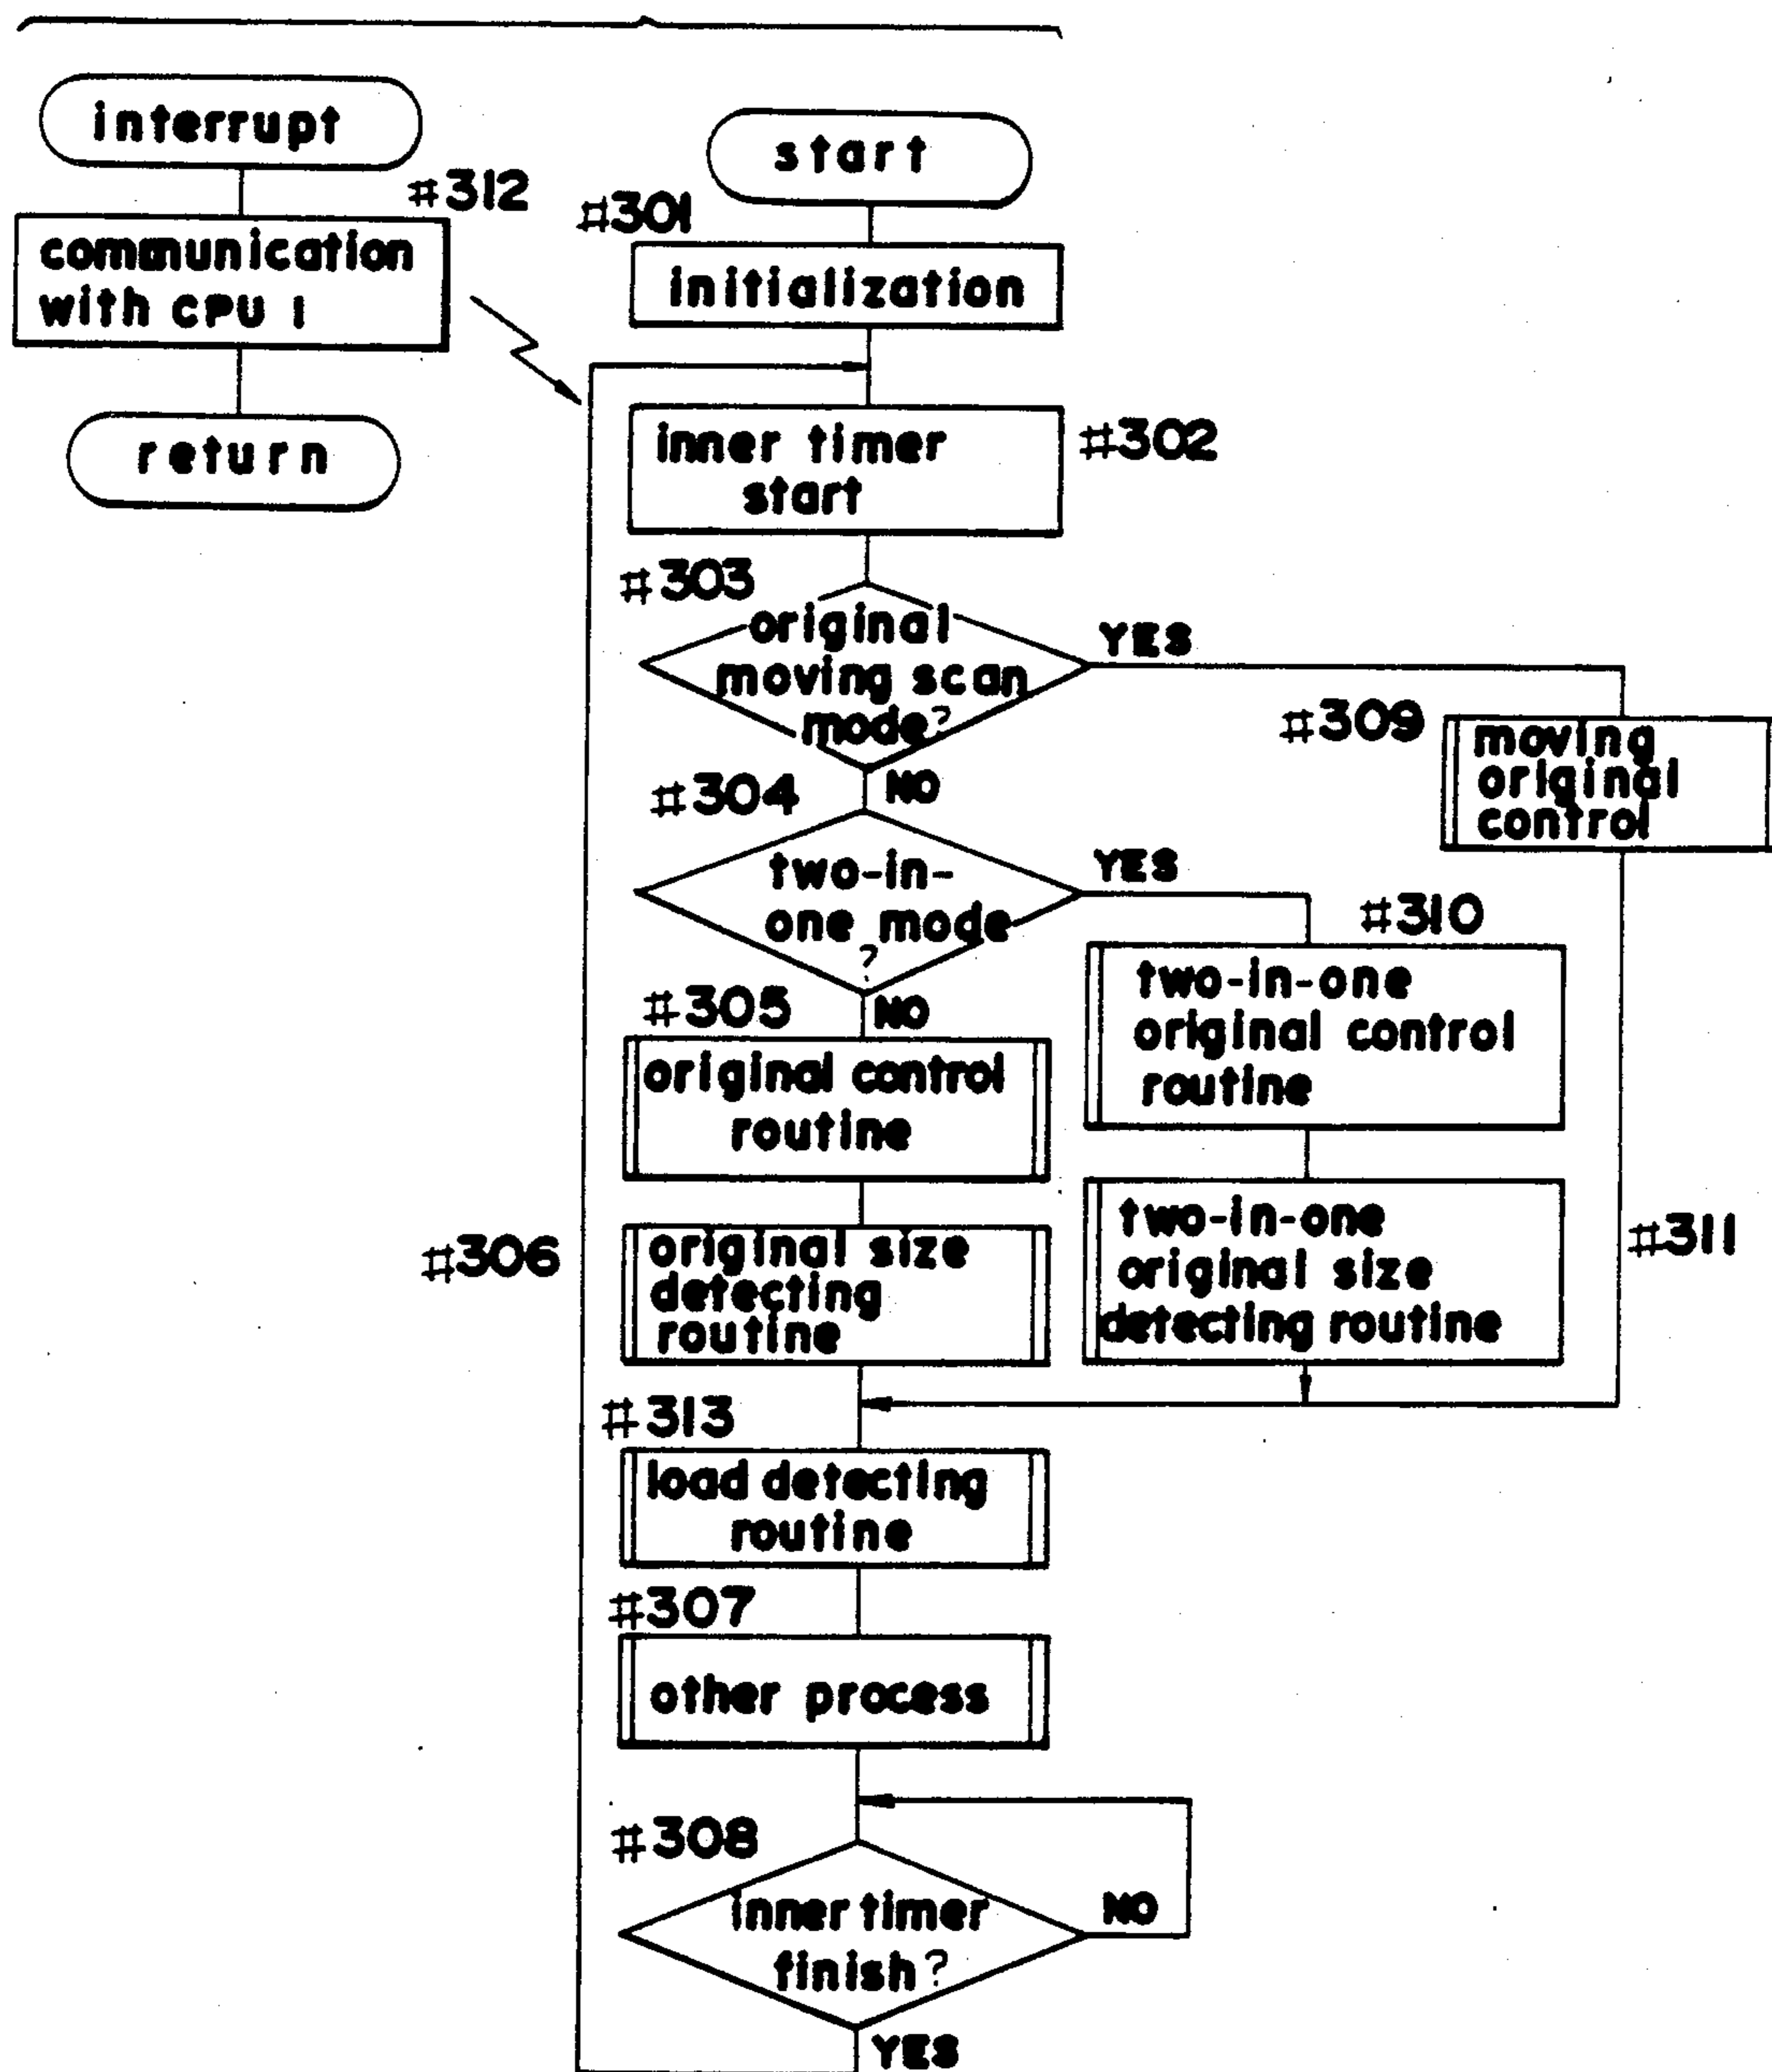 interrupt
#312
communication
with CPU 1
return
start
#301
initialization
inner timer
start
#302
#303
original
moving scan
mode?
YES
NO
#309
moving
original
control
#304
two-in-
one mode
?
YES
NO
#310
two-in-one
original control
routine
#305
original control
routine
#306
original size
detecting
routine
two-in-one
original size
detecting routine
#311
#313
load detecting
routine
#307
other process
#308
inner timer
finish?
NO
YES